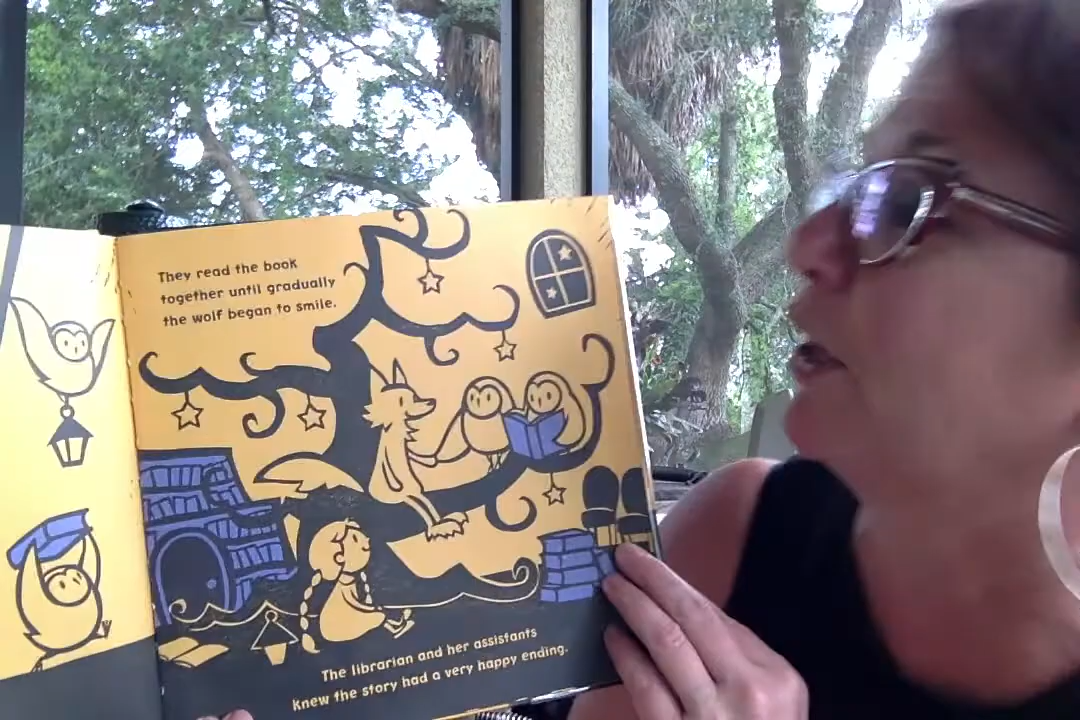 They read the book
together until gradually
the wolf began to smile.
The librarian and her assistants
knew the story had a very happy ending.